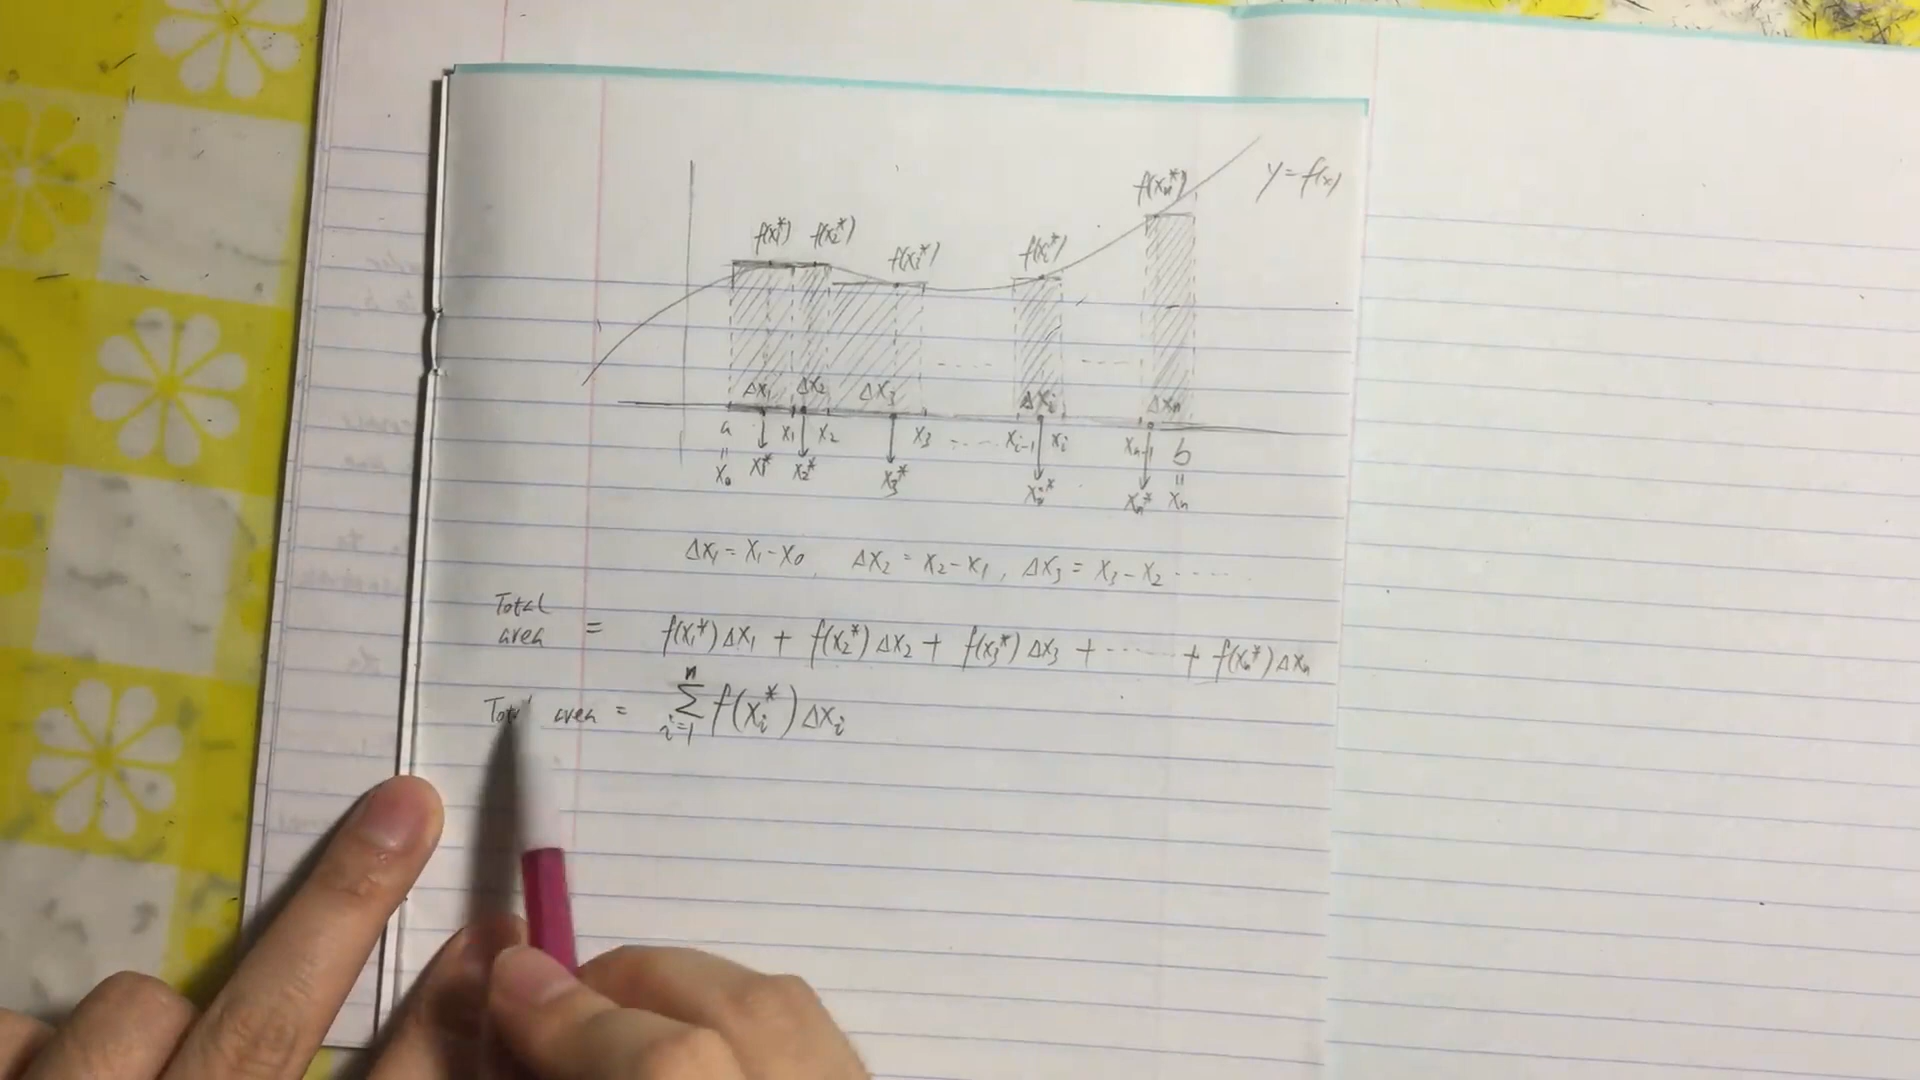 y = f(x)
f(xₙ*)
f(x₁*) f(x₂*) f(x₃*) f(xᵢ*)
Δx₁ Δx₂ Δx₃ Δxᵢ Δxₙ
a x₁ x₂ x₃ ..... xᵢ₋₁ xᵢ xₙ₋₁ b
= =
x₀ x₁* x₂* x₃* xᵢ* xₙ* xₙ
Δx₁ = x₁ - x₀, Δx₂ = x₂ - x₁, Δx₃ = x₃ - x₂ ......
Total
area = f(x₁*) Δx₁ + f(x₂*) Δx₂ + f(x₃*) Δx₃ + ...... + f(xₙ*) Δxₙ
Total area = ∑ᵢ₌₁ⁿ f(xᵢ*) Δxᵢ